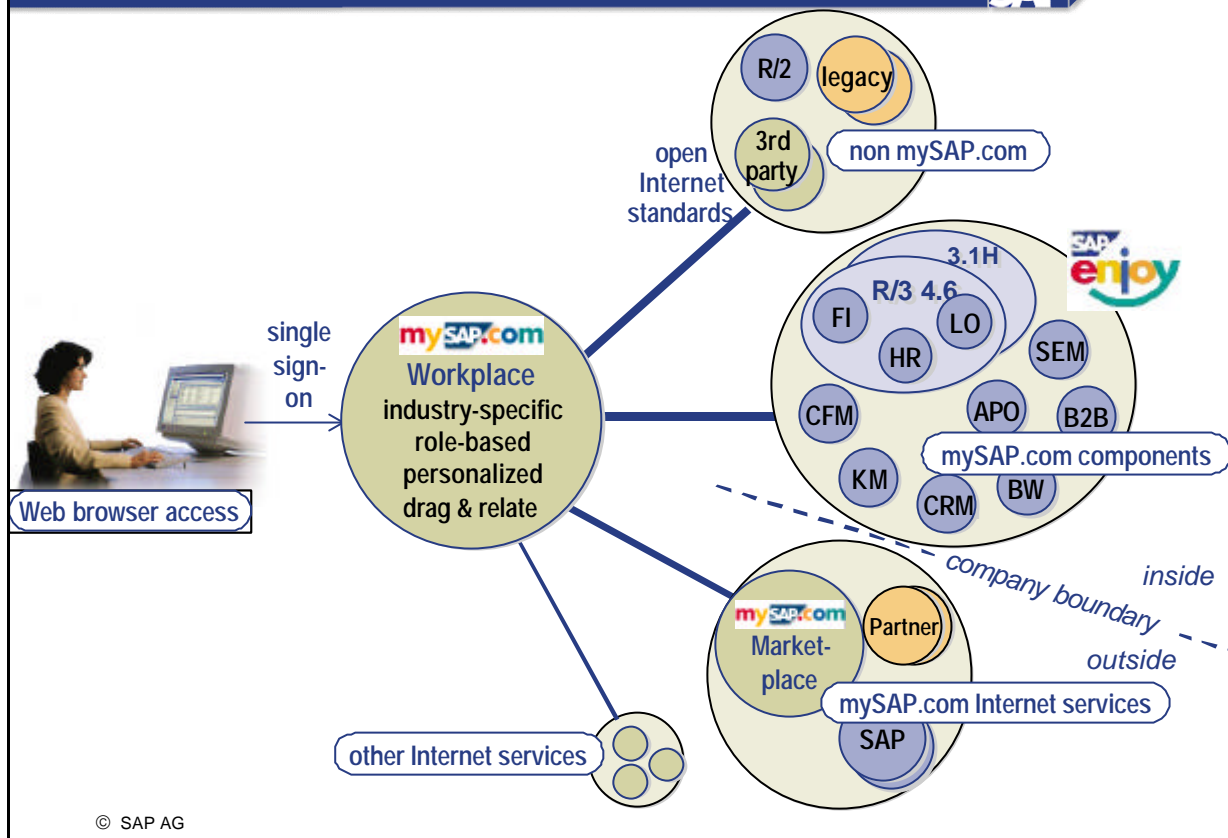 SAP
R/2
legacy
3rd
party
non mySAP.com
open
Internet
standards
SAP
enjoy
3.1H
R/3 4.6
FI
LO
HR
SEM
CFM
APO
B2B
mySAP.com components
KM
CRM
BW
single
sign-
on
mySAP.com
Workplace
industry-specific
role-based
personalized
drag & relate
Web browser access
company boundary
inside
outside
mySAP.com
Market-
place
Partner
mySAP.com Internet services
SAP
other Internet services
© SAP AG